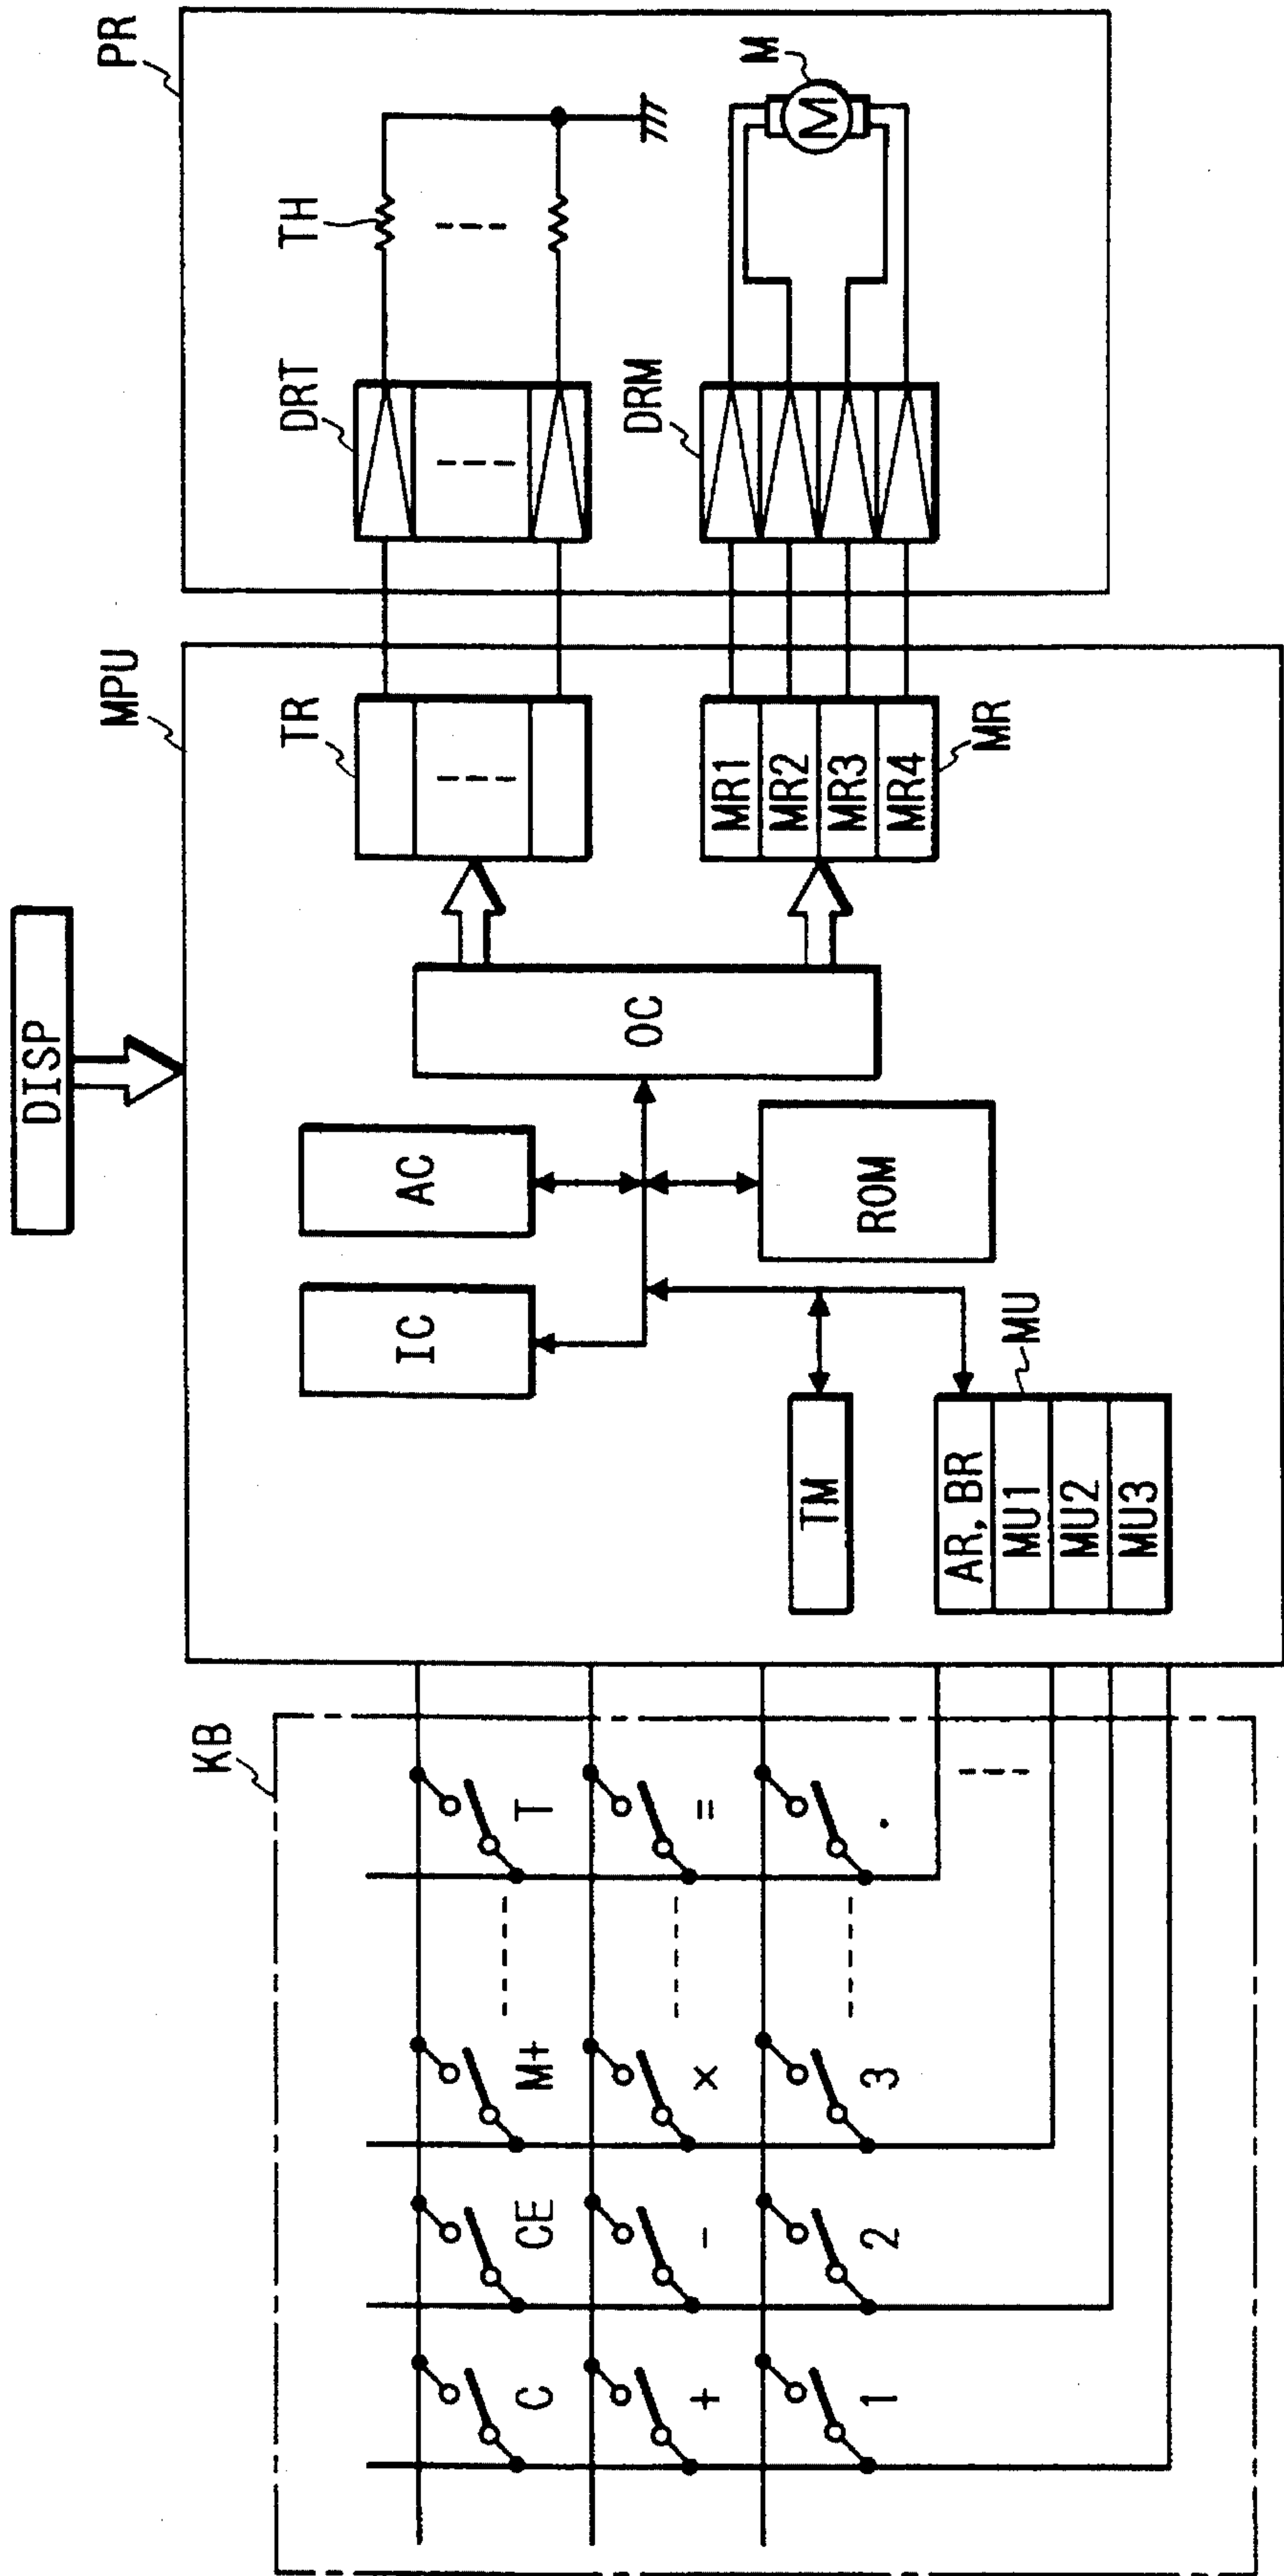 DISP
KB
MPU
PR
C
CE
M+
T
+
-
×
=
1
2
3
.
IC
AC
OC
TM
ROM
AR, BR
MU1
MU2
MU3
MU
TR
MR1
MR2
MR3
MR4
MR
DRT
TH
DRM
M
M